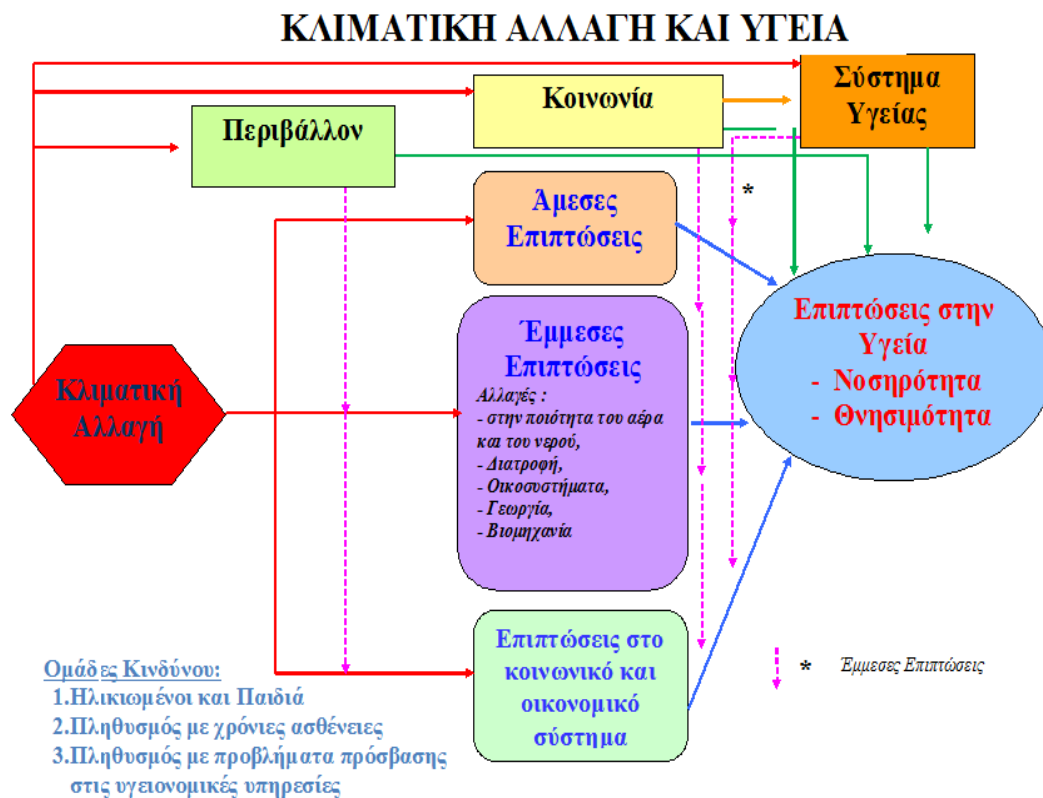 ΚΛΙΜΑΤΙΚΗ ΑΛΛΑΓΗ ΚΑΙ ΥΓΕΙΑ
Σύστημα
Υγείας
Κοινωνία
Περιβάλλον
*
Άμεσες
Επιπτώσεις
Έμμεσες
Επιπτώσεις
Αλλαγές :
- στην ποιότητα του αέρα
και του νερού,
- Διατροφή,
- Οικοσυστήματα,
- Γεωργία,
- Βιομηχανία
Επιπτώσεις στην
Υγεία
- Νοσηρότητα
- Θνησιμότητα
Κλιματική
Αλλαγή
Επιπτώσεις στο
κοινωνικό και
οικονομικό
σύστημα
* Έμμεσες Επιπτώσεις
Ομάδες Κινδύνου:
1.Ηλικιωμένοι και Παιδιά
2.Πληθυσμός με χρόνιες ασθένειες
3.Πληθυσμός με προβλήματα πρόσβασης
στις υγειονομικές υπηρεσίες